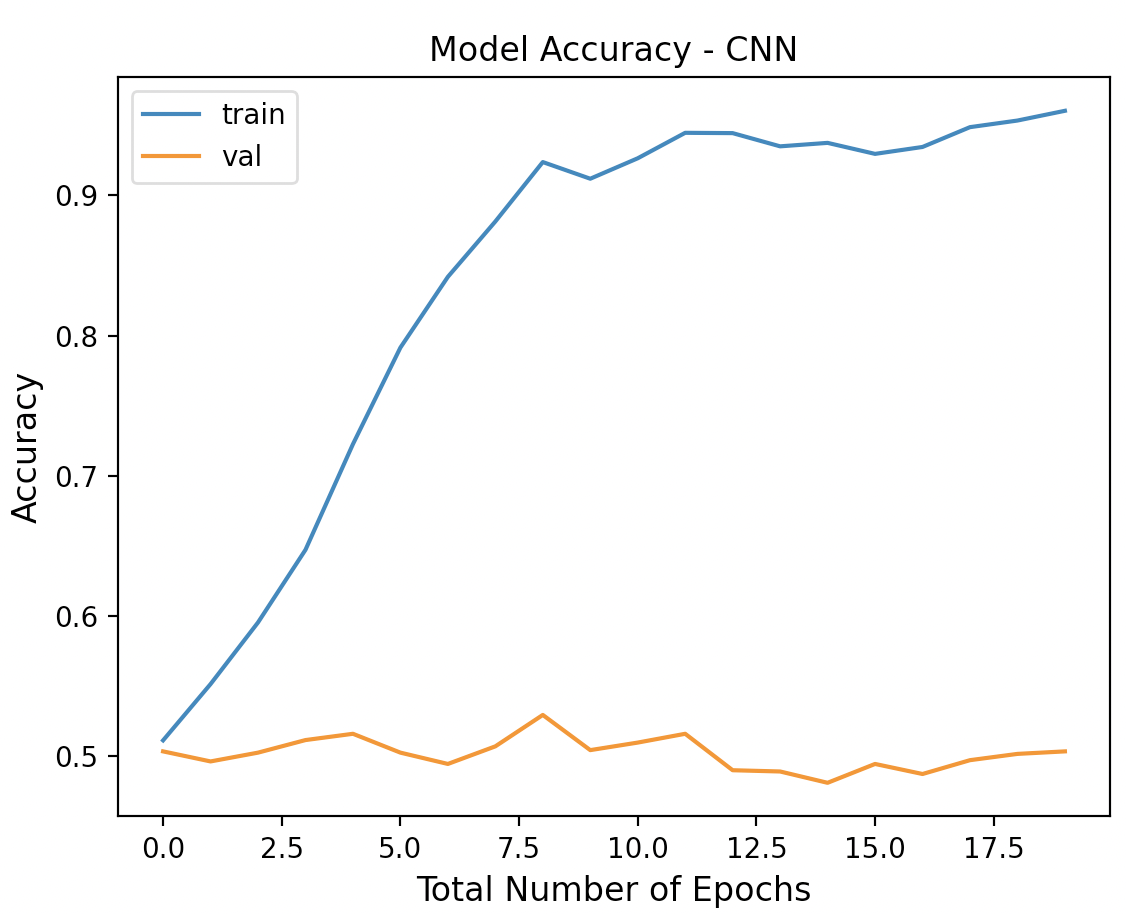 Model Accuracy - CNN
train
val
0.9
0.8
0.7
0.6
0.5
Accuracy
0.0 2.5 5.0 7.5 10.0 12.5 15.0 17.5
Total Number of Epochs